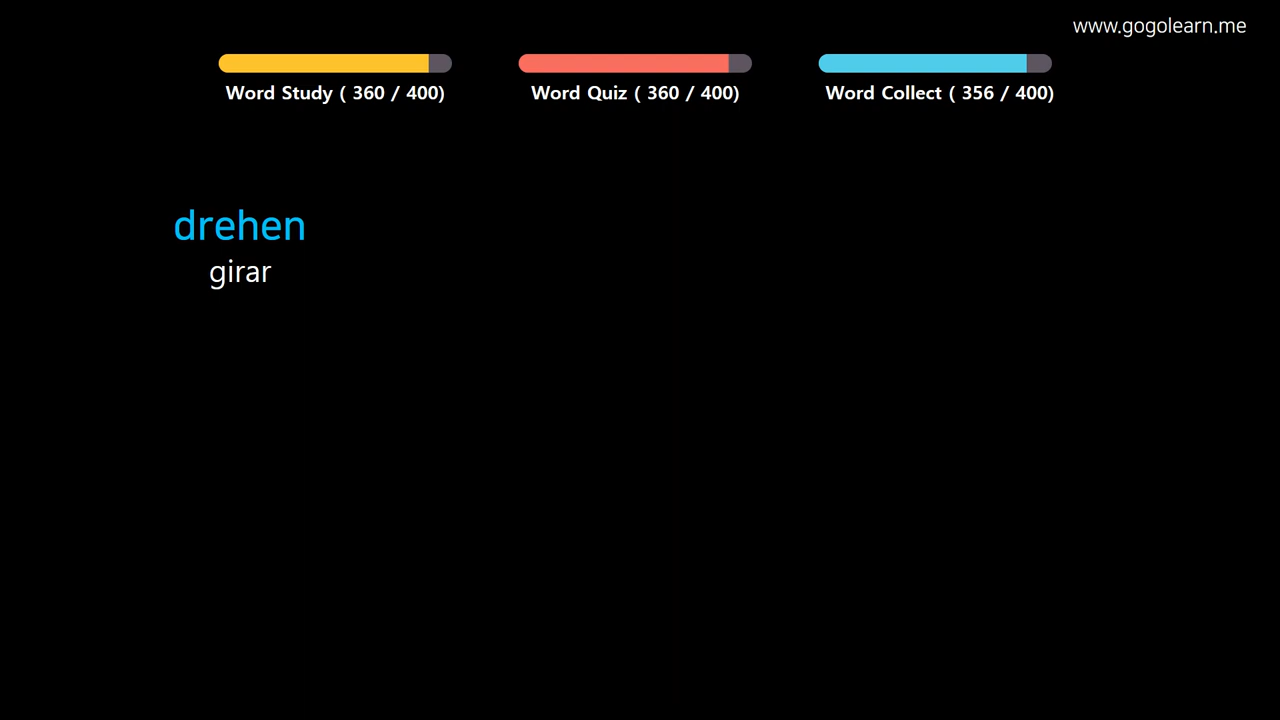 www.gogolearn.me
Word Study ( 360 / 400)
Word Quiz ( 360 / 400)
Word Collect ( 356 / 400)
drehen
girar